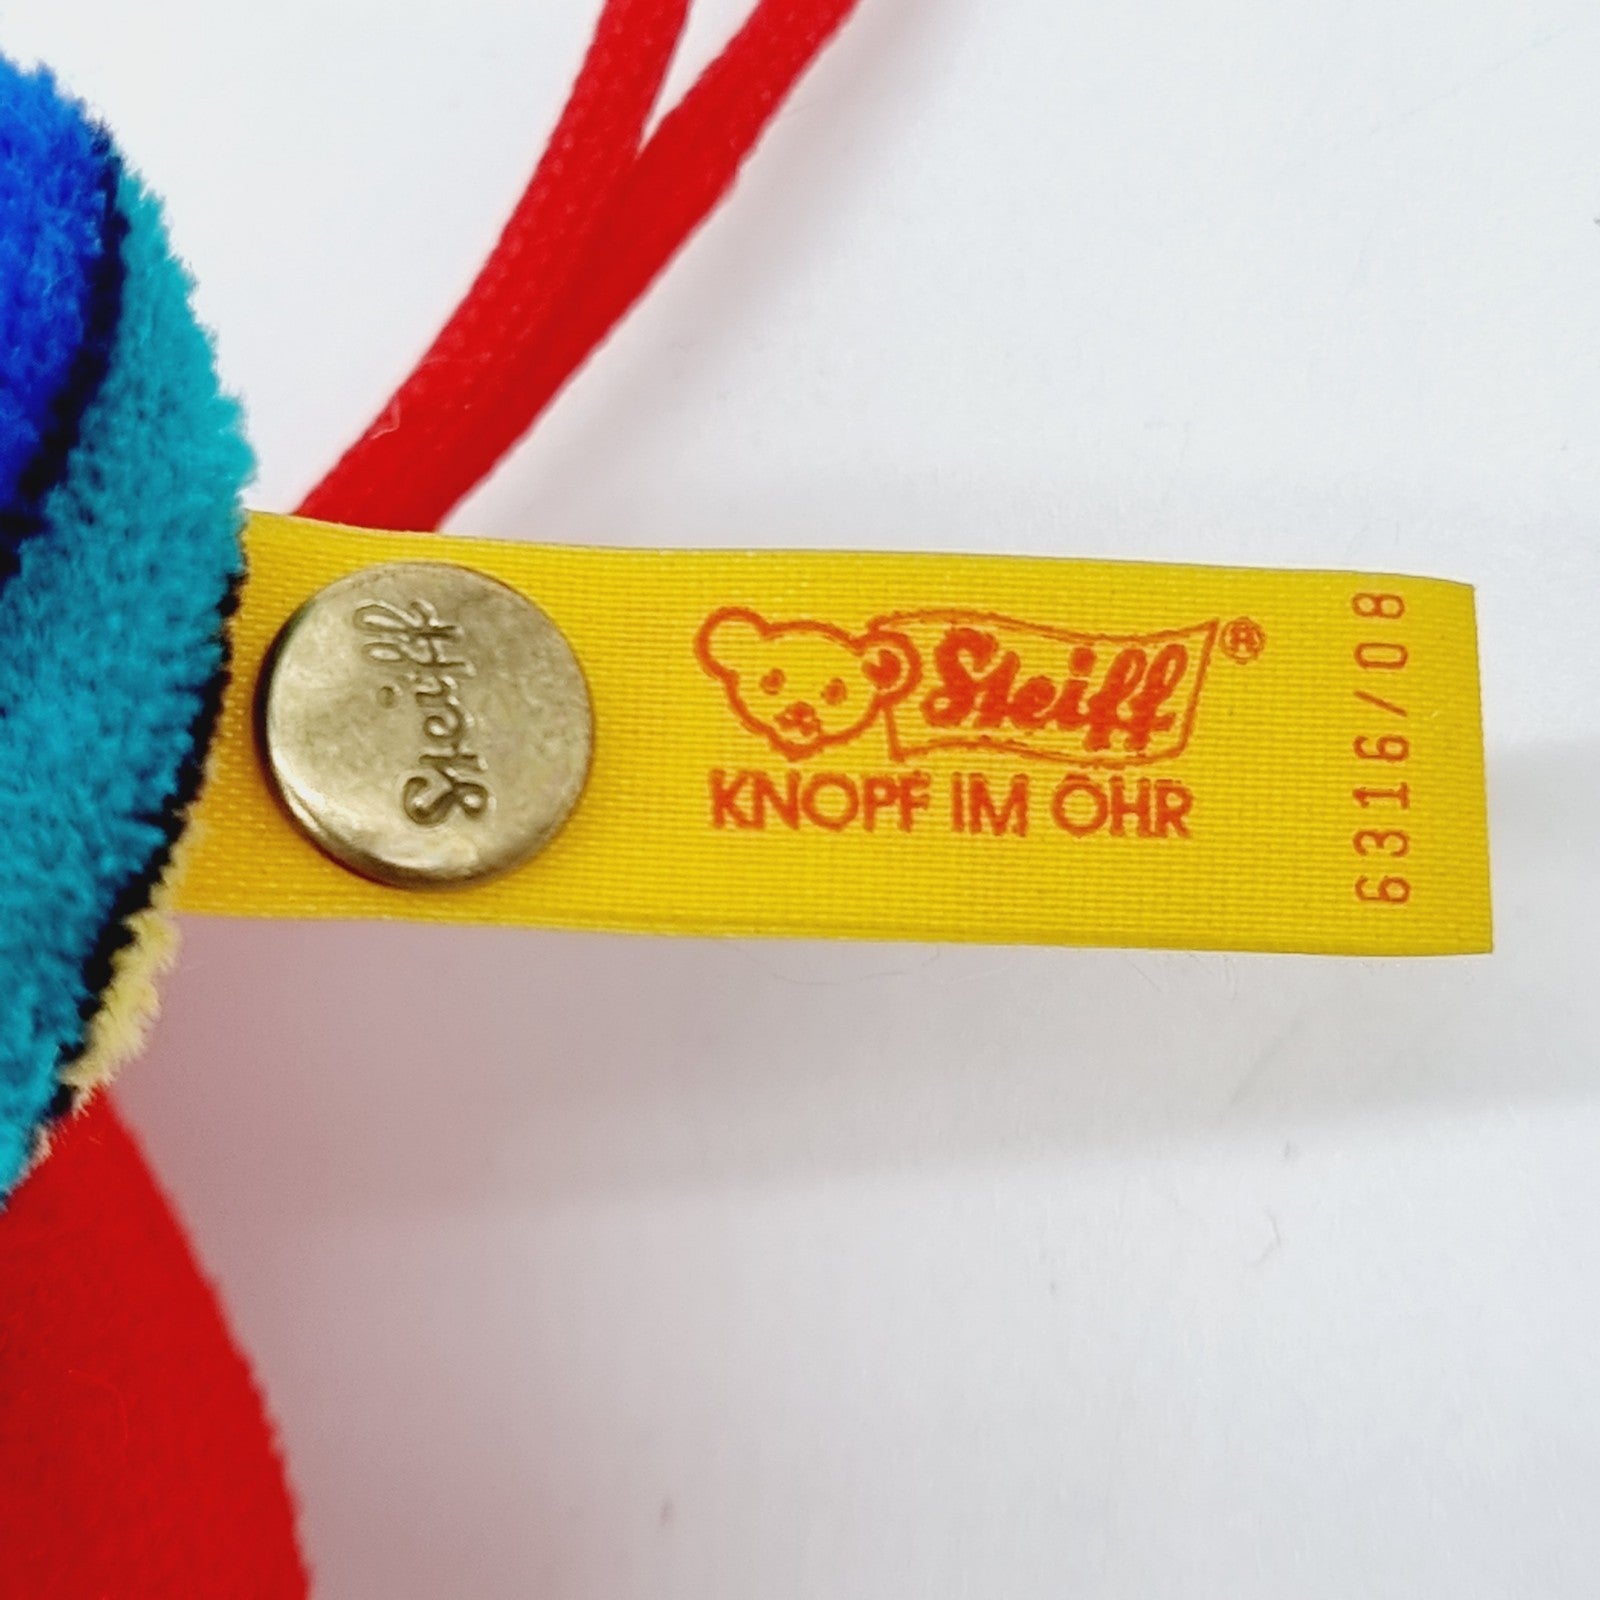 Steiff
Steiff®
KNOPF IM OHR
6316/08